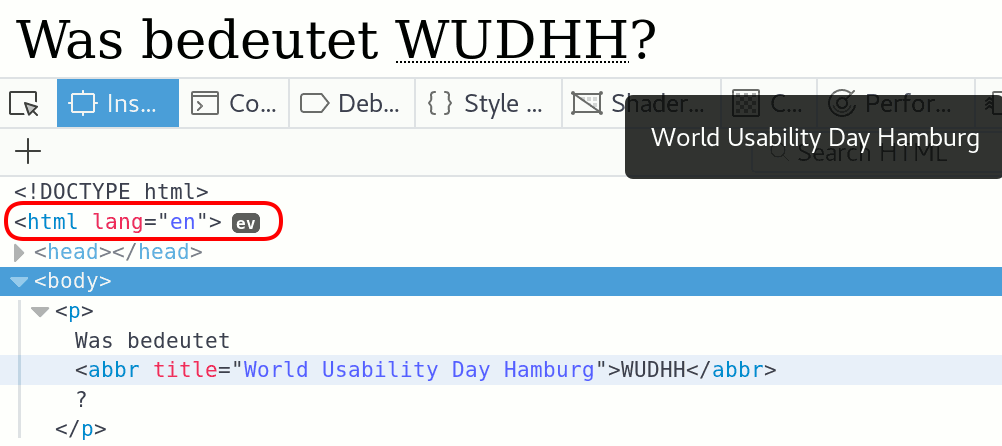 Was bedeutet WUDHH?
Ins... Co... Deb... { } Style ... Shader... C... Perfor...
World Usability Day Hamburg
+ Search HTML
<!DOCTYPE html>
<html lang="en"> ev
<head></head>
<body>
<p>
Was bedeutet
<abbr title="World Usability Day Hamburg">WUDHH</abbr>
?
</p>